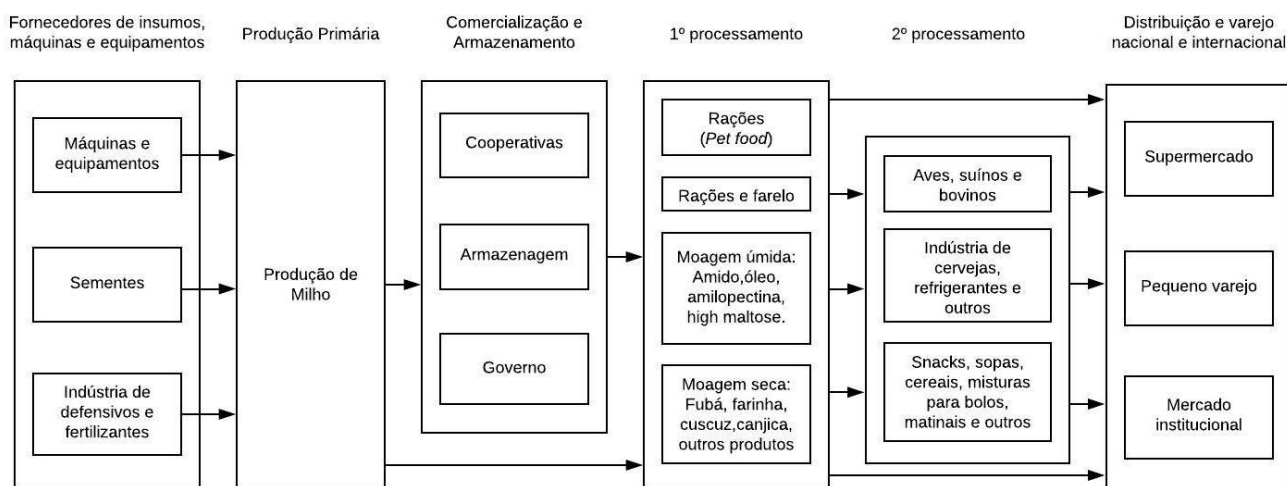 Fornecedores de insumos,
máquinas e equipamentos
Produção Primária
Comercialização e
Armazenamento
1º processamento
2º processamento
Distribuição e varejo
nacional e internacional
Máquinas e
equipamentos
Sementes
Indústria de
defensivos e
fertilizantes
Produção de
Milho
Cooperativas
Armazenagem
Governo
Rações
(Pet food)
Rações e farelo
Moagem úmida:
Amido,óleo,
amilopectina,
high maltose.
Moagem seca:
Fubá, farinha,
cuscuz,canjica,
outros produtos
Aves, suínos e
bovinos
Indústria de
cervejas,
refrigerantes e
outros
Snacks, sopas,
cereais, misturas
para bolos,
matinais e outros
Supermercado
Pequeno varejo
Mercado
institucional